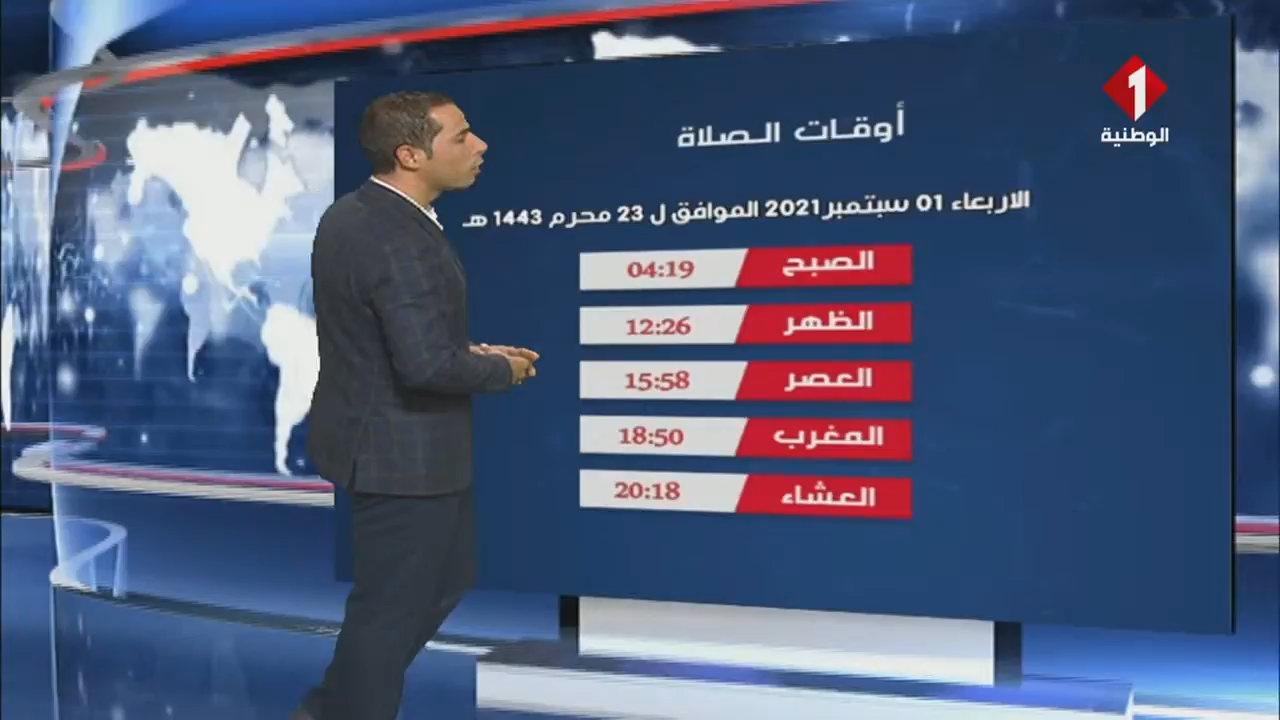 1
الوطنية
أوقات الصلاة
الاربعاء 01 سبتمبر 2021 الموافق ل 23 محرم 1443 هـ
الصبح 04:19
الظهر 12:26
العصر 15:58
المغرب 18:50
العشاء 20:18